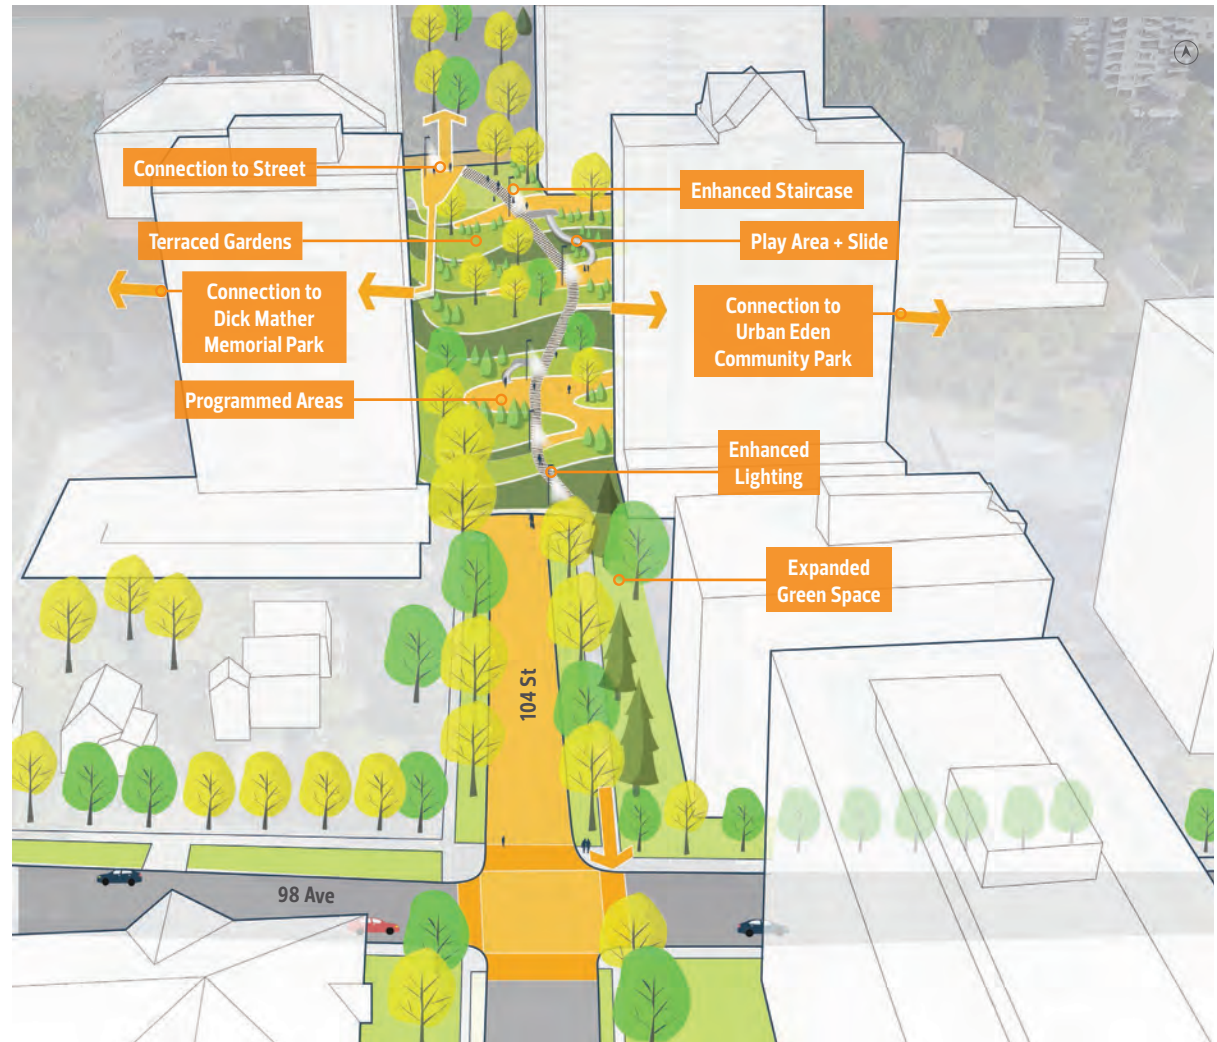 Connection to Street
Enhanced Staircase
Terraced Gardens
Play Area + Slide
Connection to
Dick Mather
Memorial Park
Connection to
Urban Eden
Community Park
Programmed Areas
Enhanced
Lighting
Expanded
Green Space
104 St
98 Ave